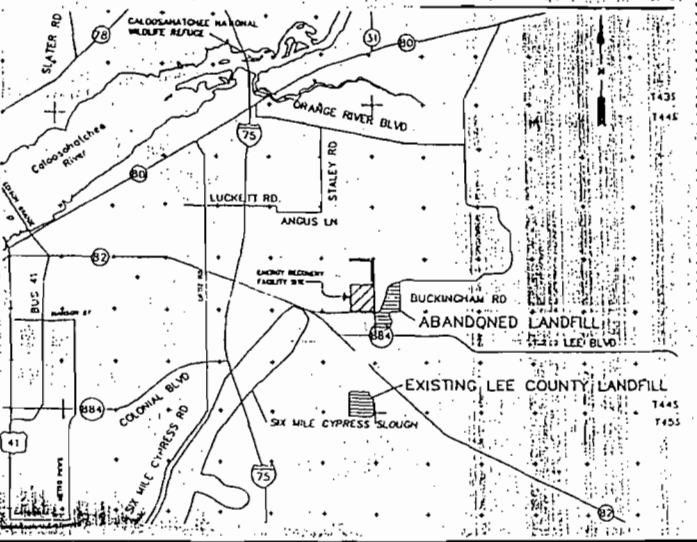 CALOOSAHATCHEE NATIONAL
WILDLIFE REFUGE
SLATER RD
78
31
80
T43S
T44S
ORANGE RIVER BLVD
Caloosahatchee
River
75
STALEY RD
80
LUCKETT RD.
ANGUS LN
82
ENERGY RECOVERY
FACILITY SITE
BUS 41
BUCKINGHAM RD
ABANDONED LANDFILL
884
LEE BLVD
COLONIAL BLVD
EXISTING LEE COUNTY LANDFILL
884
T44S
T45S
SIX MILE CYPRESS SLOUGH
SIX MILE CYPRESS RD
41
75
82